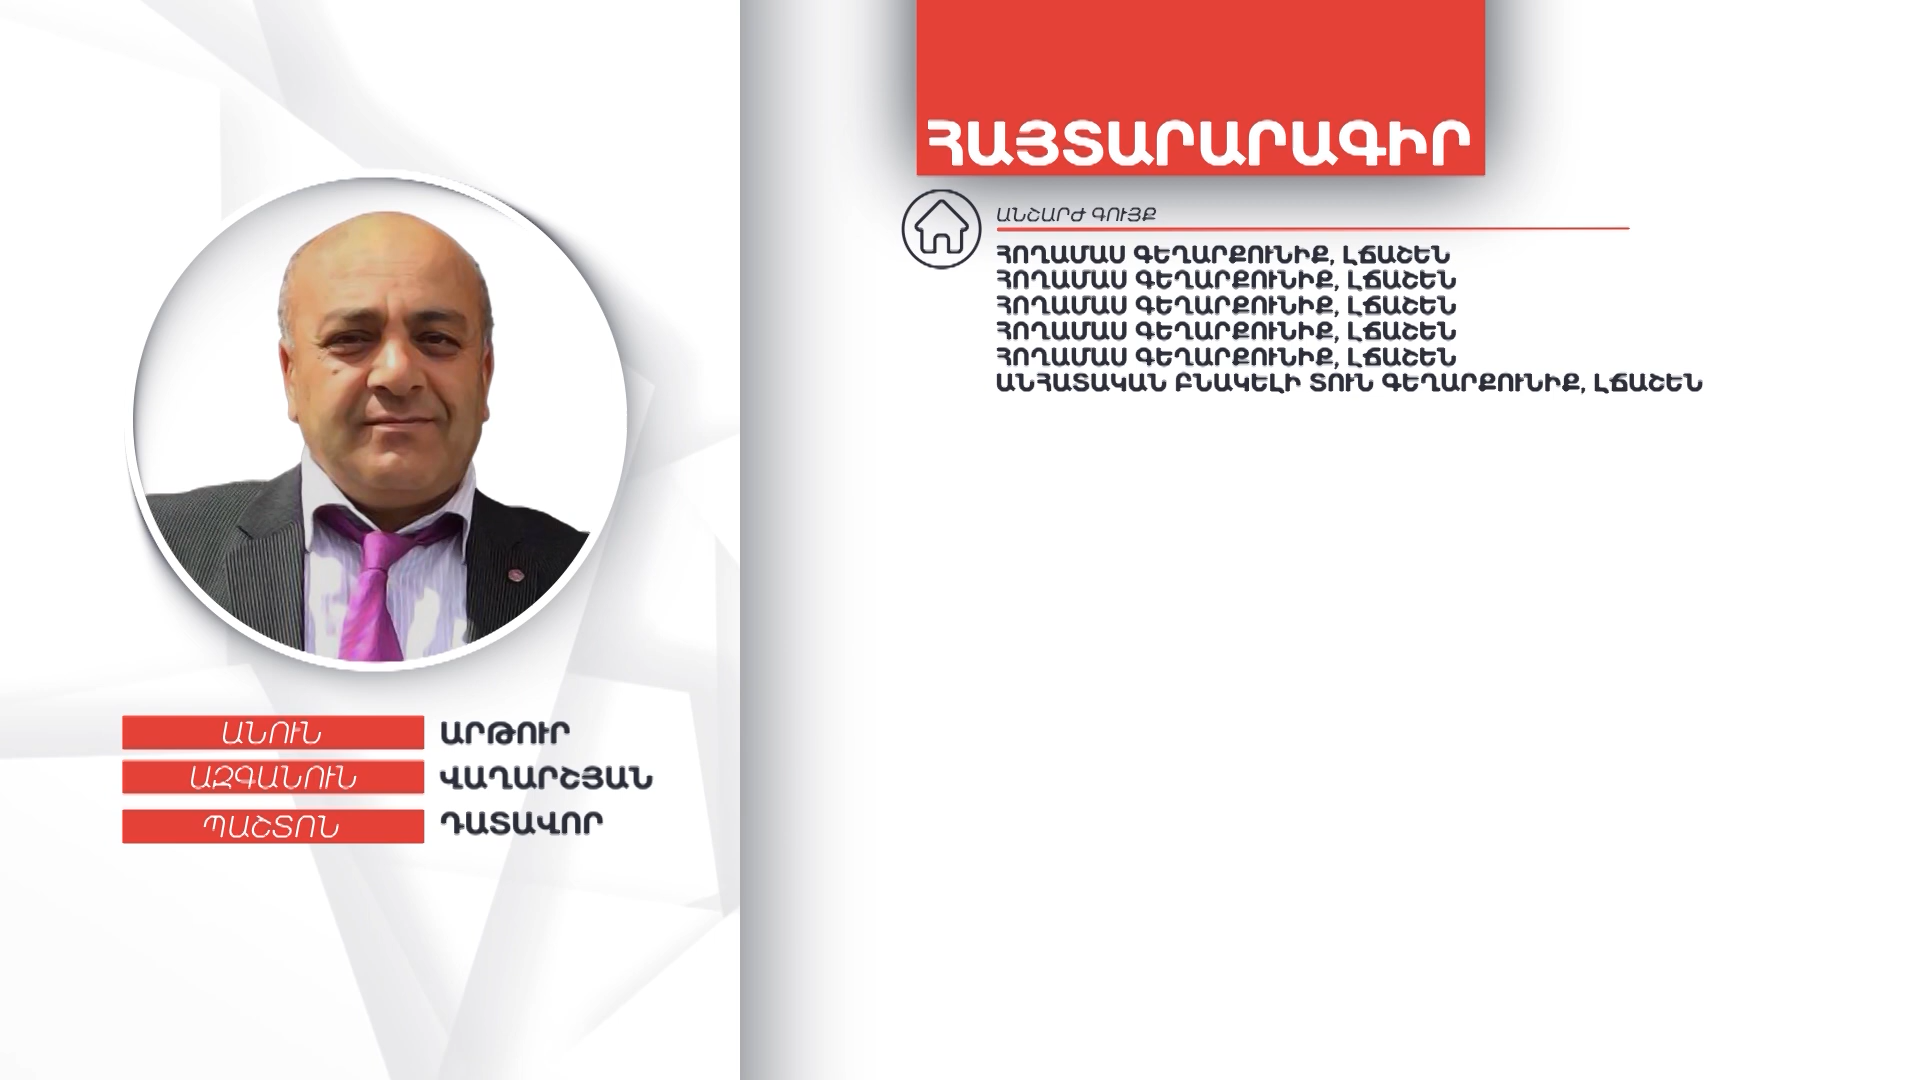 ՀԱՅՏԱՐԱՐԱԳԻՐ
ԱՆՇԱՐԺ ԳՈՒՅՔ
ՀՈՂԱՄԱՍ ԳԵՂԱՐՔՈՒՆԻՔ, ԼՃԱՇԵՆ
ՀՈՂԱՄԱՍ ԳԵՂԱՐՔՈՒՆԻՔ, ԼՃԱՇԵՆ
ՀՈՂԱՄԱՍ ԳԵՂԱՐՔՈՒՆԻՔ, ԼՃԱՇԵՆ
ՀՈՂԱՄԱՍ ԳԵՂԱՐՔՈՒՆԻՔ, ԼՃԱՇԵՆ
ՀՈՂԱՄԱՍ ԳԵՂԱՐՔՈՒՆԻՔ, ԼՃԱՇԵՆ
ԱՆՀԱՏԱԿԱՆ ԲՆԱԿԵԼԻ ՏՈՒՆ ԳԵՂԱՐՔՈՒՆԻՔ, ԼՃԱՇԵՆ
ԱՆՈՒՆ ԱՐԹՈՒՐ
ԱԶԳԱՆՈՒՆ ՎԱՂԱՐՇՅԱՆ
ՊԱՇՏՈՆ ԴԱՏԱՎՈՐ